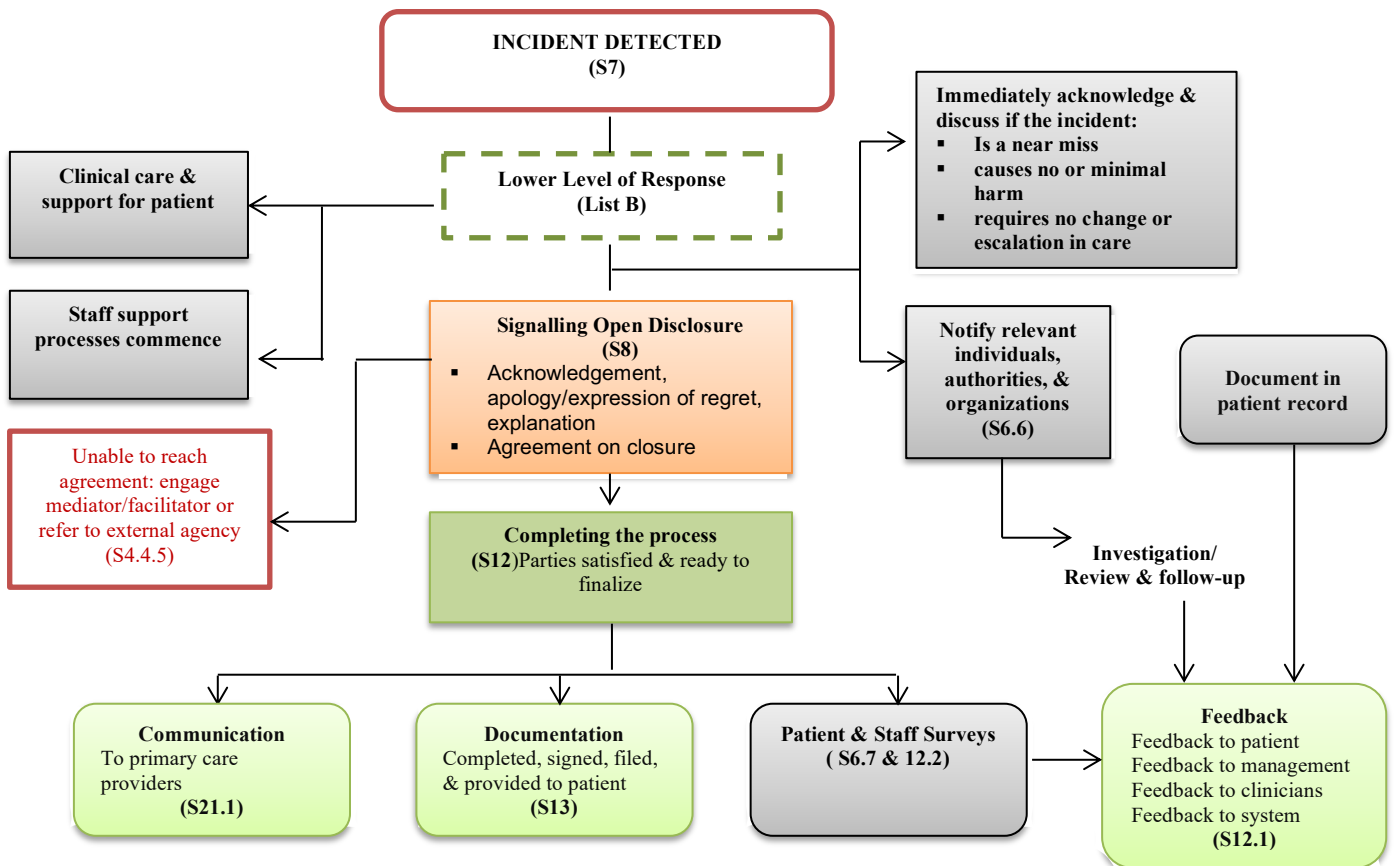 INCIDENT DETECTED
(S7)
Immediately acknowledge &
discuss if the incident:
▪ Is a near miss
▪ causes no or minimal
harm
▪ requires no change or
escalation in care
Clinical care &
support for patient
Lower Level of Response
(List B)
Staff support
processes commence
Signalling Open Disclosure
(S8)
▪ Acknowledgement,
apology/expression of regret,
explanation
▪ Agreement on closure
Notify relevant
individuals,
authorities, &
organizations
(S6.6)
Document in
patient record
Unable to reach
agreement: engage
mediator/facilitator or
refer to external agency
(S4.4.5)
Completing the process
(S12)Parties satisfied & ready to
finalize
Investigation/
Review & follow-up
Communication
To primary care
providers
(S21.1)
Documentation
Completed, signed, filed,
& provided to patient
(S13)
Patient & Staff Surveys
( S6.7 & 12.2)
Feedback
Feedback to patient
Feedback to management
Feedback to clinicians
Feedback to system
(S12.1)